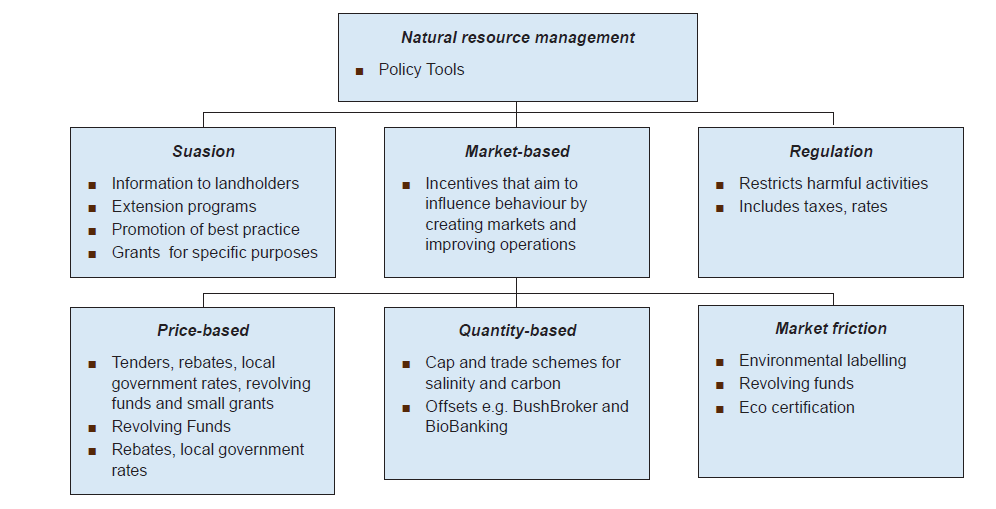 Natural resource management
■ Policy Tools
Suasion
■ Information to landholders
■ Extension programs
■ Promotion of best practice
■ Grants for specific purposes
Market-based
■ Incentives that aim to
influence behaviour by
creating markets and
improving operations
Regulation
■ Restricts harmful activities
■ Includes taxes, rates
Price-based
■ Tenders, rebates, local
government rates, revolving
funds and small grants
■ Revolving Funds
■ Rebates, local government
rates
Quantity-based
■ Cap and trade schemes for
salinity and carbon
■ Offsets e.g. BushBroker and
BioBanking
Market friction
■ Environmental labelling
■ Revolving funds
■ Eco certification